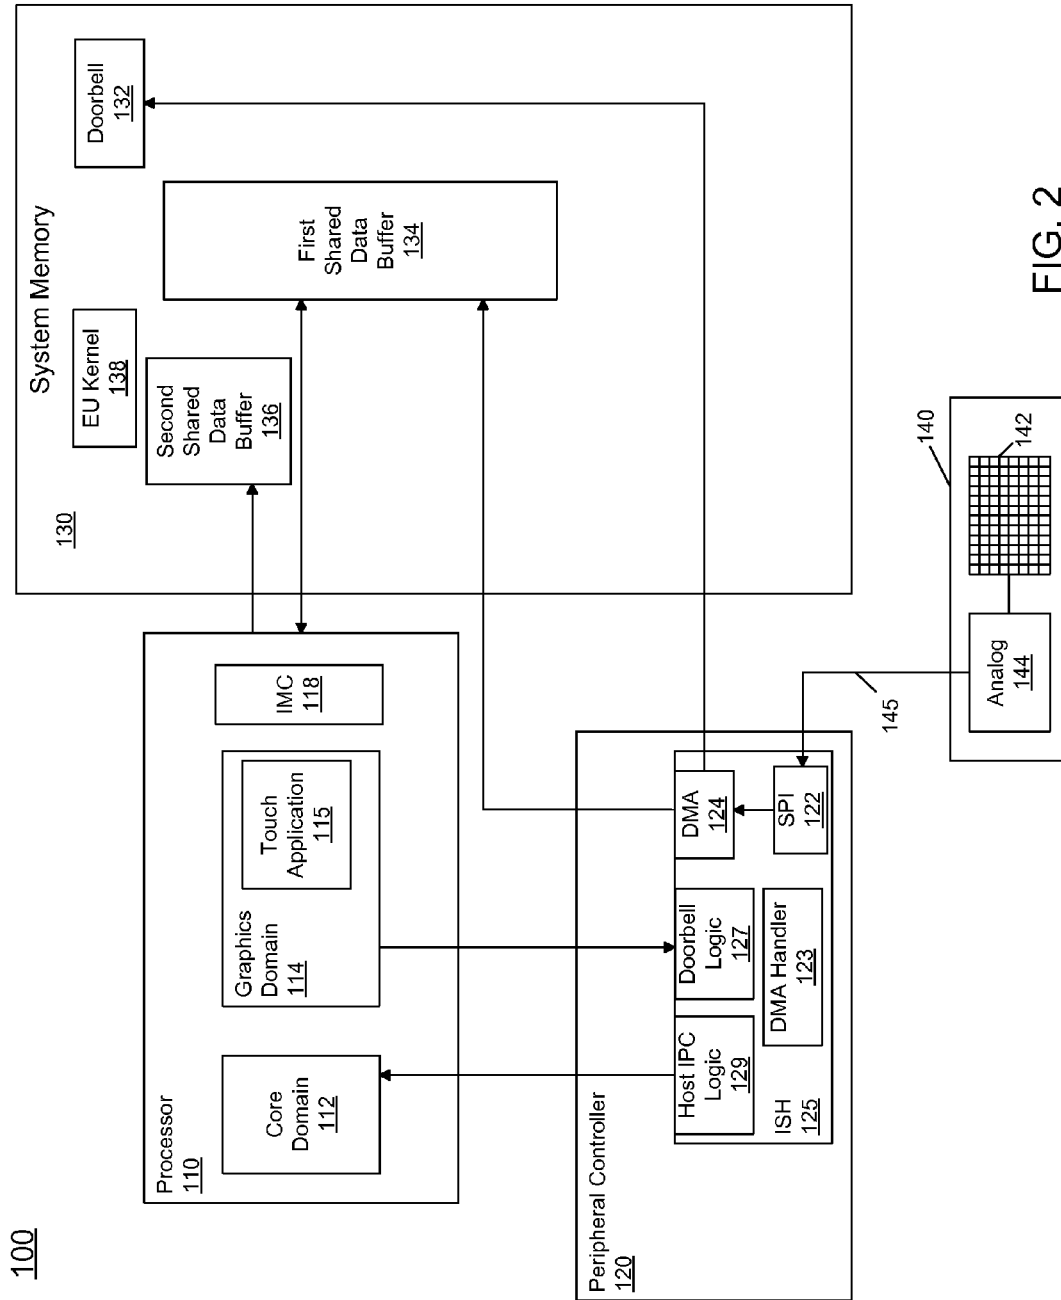 100
Processor
110
Core
Domain
112
Graphics
Domain
114
Touch
Application
115
IMC
118
System Memory
130
EU Kernel
138
Second
Shared
Data
Buffer
136
First
Shared
Data
Buffer
134
Doorbell
132
Peripheral Controller
120
Host IPC
Logic
129
Doorbell
Logic
127
DMA
124
ISH
125
DMA Handler
123
SPI
122
145
140
Analog
144
142
FIG. 2